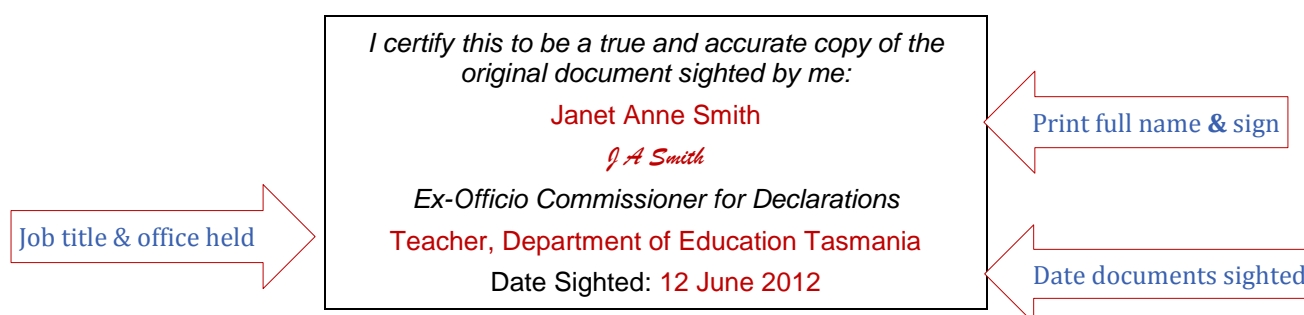 I certify this to be a true and accurate copy of the
original document sighted by me:
Janet Anne Smith
Print full name & sign
J A Smith
Ex-Officio Commissioner for Declarations
Job title & office held
Teacher, Department of Education Tasmania
Date Sighted: 12 June 2012
Date documents sighted